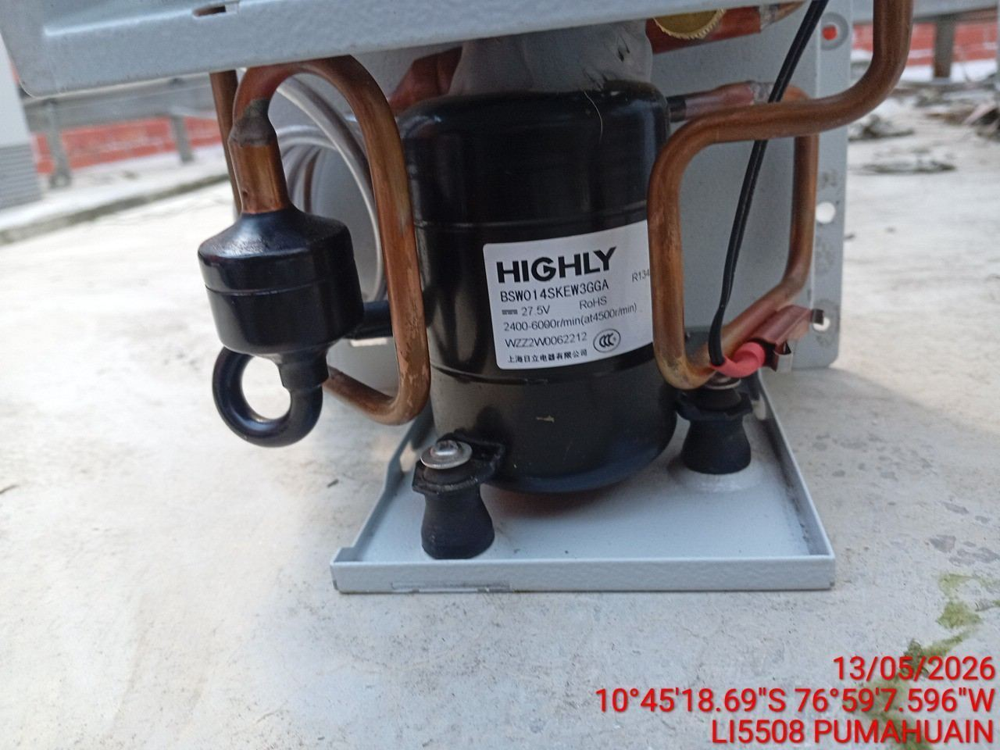 HIGHLY
BSW014SKEW3GGA R134
27.5V RoHS
2400-6000r/min(at4500r/min)
WZZ2W0062212 CCC
上海日立电器有限公司
13/05/2026
10°45'18.69"S 76°59'7.596"W
LI5508 PUMAHUAIN